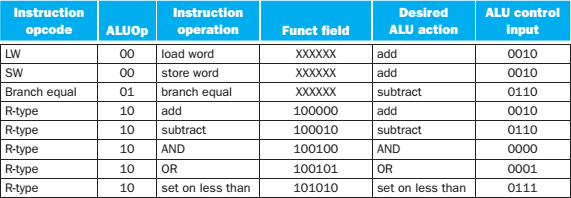 Instruction opcode ALUOp Instruction operation Funct field Desired ALU action ALU control input
LW 00 load word XXXXXX add 0010
SW 00 store word XXXXXX add 0010
Branch equal 01 branch equal XXXXXX subtract 0110
R-type 10 add 100000 add 0010
R-type 10 subtract 100010 subtract 0110
R-type 10 AND 100100 AND 0000
R-type 10 OR 100101 OR 0001
R-type 10 set on less than 101010 set on less than 0111